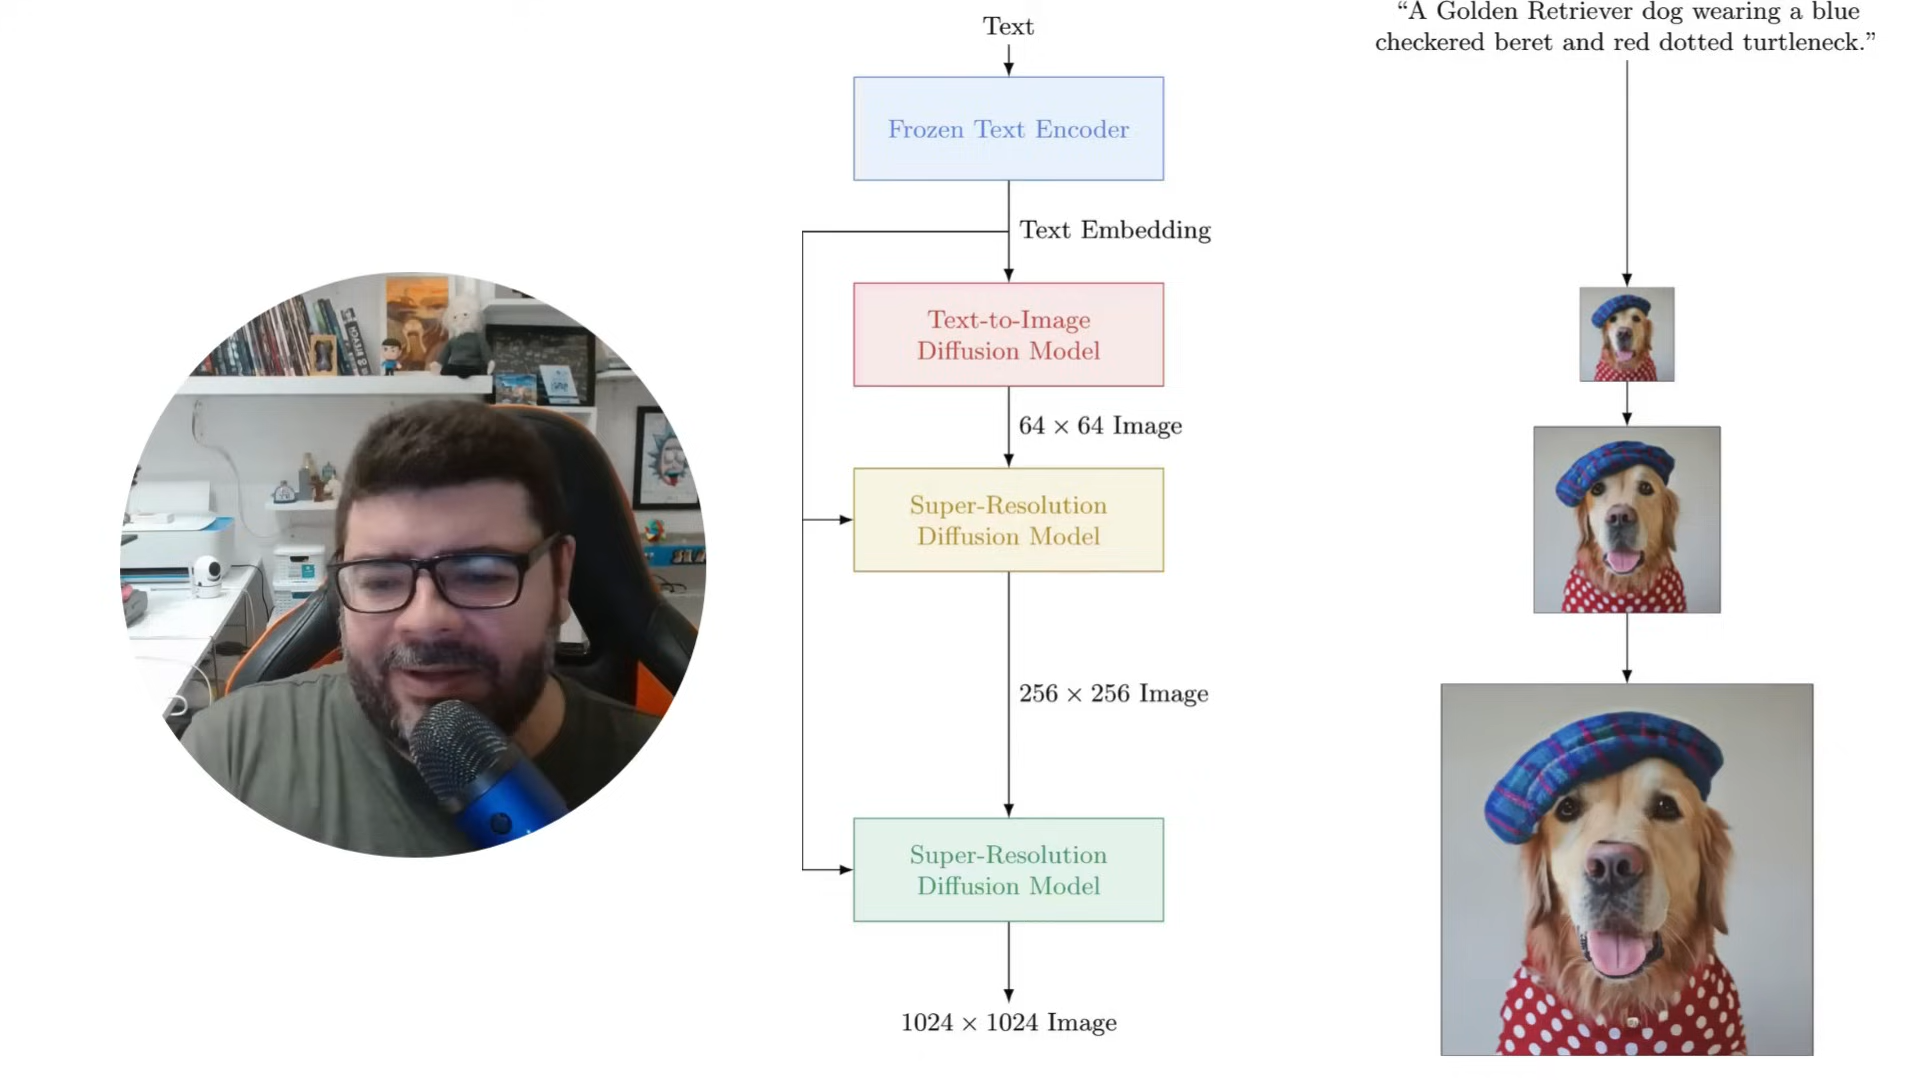 Text
Frozen Text Encoder
Text Embedding
Text-to-Image
Diffusion Model
64 × 64 Image
Super-Resolution
Diffusion Model
256 × 256 Image
Super-Resolution
Diffusion Model
1024 × 1024 Image
“A Golden Retriever dog wearing a blue
checkered beret and red dotted turtleneck.”